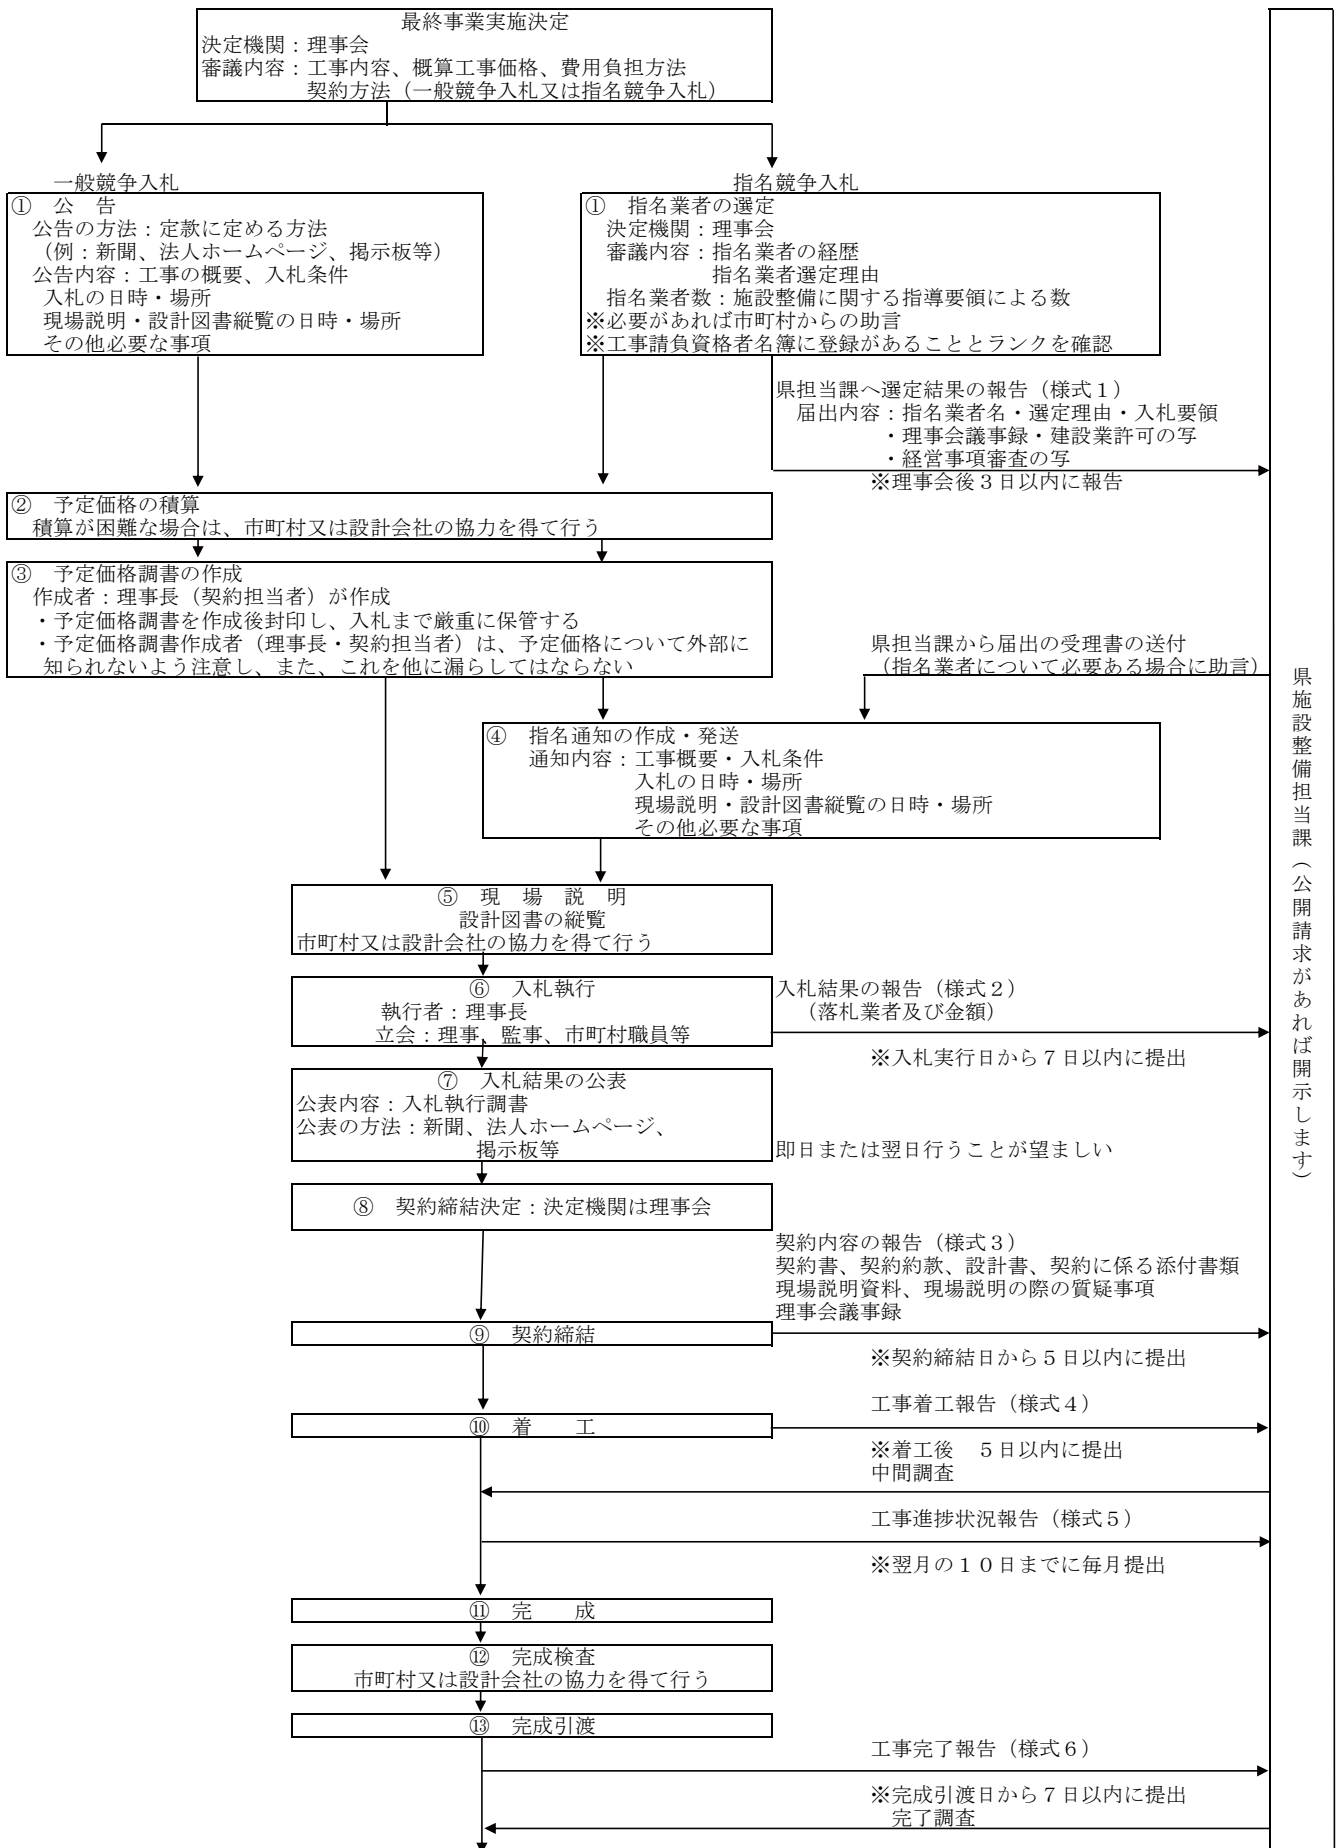 最終事業実施決定
決定機関：理事会
審議内容：工事内容、概算工事価格、費用負担方法
契約方法（一般競争入札又は指名競争入札）
一般競争入札
①　公　告
公告の方法：定款に定める方法
（例：新聞、法人ホームページ、掲示板等）
公告内容：工事の概要、入札条件
入札の日時・場所
現場説明・設計図書縦覧の日時・場所
その他必要な事項
指名競争入札
①　指名業者の選定
決定機関：理事会
審議内容：指名業者の経歴
指名業者選定理由
指名業者数：施設整備に関する指導要領による数
※必要があれば市町村からの助言
※工事請負資格者名簿に登録があることとランクを確認
県担当課へ選定結果の報告（様式１）
届出内容：指名業者名・選定理由・入札要領
・理事会議事録・建設業許可の写
・経営事項審査の写
※理事会後３日以内に報告
②　予定価格の積算
積算が困難な場合は、市町村又は設計会社の協力を得て行う
③　予定価格調書の作成
作成者：理事長（契約担当者）が作成
・予定価格調書を作成後封印し、入札まで厳重に保管する
・予定価格調書作成者（理事長・契約担当者）は、予定価格について外部に
知られないよう注意し、また、これを他に漏らしてはならない
県担当課から届出の受理書の送付
（指名業者について必要ある場合に助言）
④　指名通知の作成・発送
通知内容：工事概要・入札条件
入札の日時・場所
現場説明・設計図書縦覧の日時・場所
その他必要な事項
⑤　現　場　説　明
設計図書の縦覧
市町村又は設計会社の協力を得て行う
⑥　入札執行
執行者：理事長
立会：理事、監事、市町村職員等
入札結果の報告（様式２）
（落札業者及び金額）
※入札実行日から７日以内に提出
⑦　入札結果の公表
公表内容：入札執行調書
公表の方法：新聞、法人ホームページ、
掲示板等
即日または翌日行うことが望ましい
⑧　契約締結決定：決定機関は理事会
契約内容の報告（様式３）
契約書、契約約款、設計書、契約に係る添付書類
現場説明資料、現場説明の際の質疑事項
理事会議事録
⑨　契約締結
※契約締結日から５日以内に提出
工事着工報告（様式４）
⑩　着　　工
※着工後　５日以内に提出
中間調査
工事進捗状況報告（様式５）
※翌月の１０日までに毎月提出
⑪　完　　成
⑫　完成検査
市町村又は設計会社の協力を得て行う
⑬　完成引渡
工事完了報告（様式６）
※完成引渡日から７日以内に提出
完了調査
県施設整備担当課（公開請求があれば開示します）